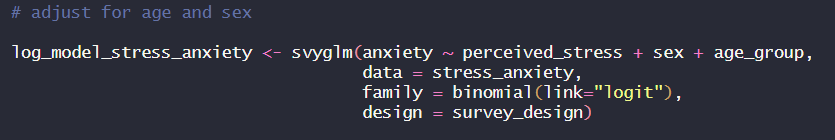 # adjust for age and sex
log_model_stress_anxiety <- svyglm(anxiety ~ perceived_stress + sex + age_group,
data = stress_anxiety,
family = binomial(link="logit"),
design = survey_design)